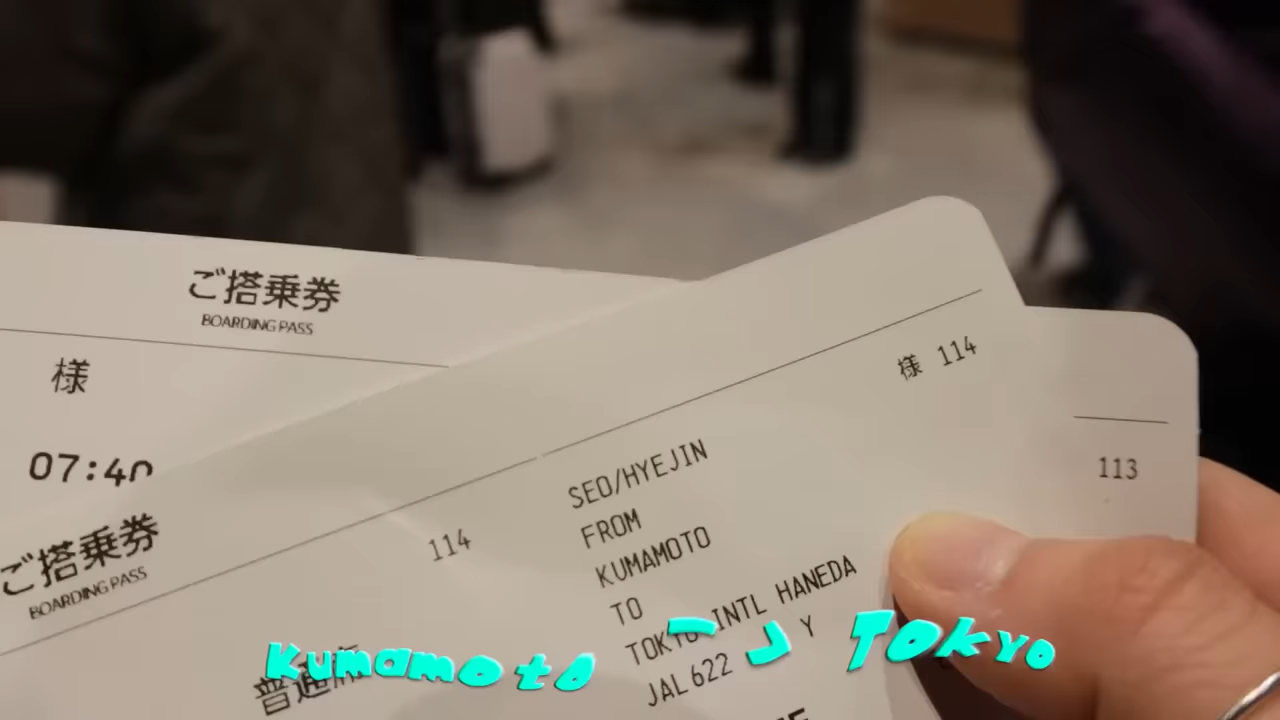 ご搭乗券
BOARDING PASS
様
07:40
113
様 114
ご搭乗券
BOARDING PASS
114
SEO/HYEJIN
FROM
KUMAMOTO
TO
TOKYO INTL HANEDA
JAL 622 Y
普通席
Kumamoto → Tokyo